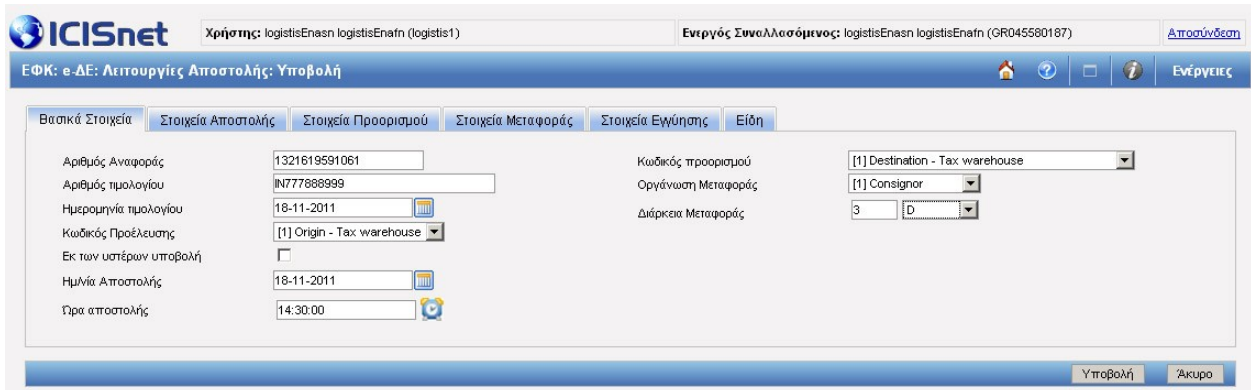 ICISnet
Χρήστης: logistisEnasn logistisEnafn (logistis1)
Ενεργός Συναλλασόμενος: logistisEnasn logistisEnafn (GR045580187)
Αποσύνδεση
ΕΦΚ: e-ΔΕ: Λειτουργίες Αποστολής: Υποβολή
Ενέργειες
Βασικά Στοιχεία Στοιχεία Αποστολής Στοιχεία Προορισμού Στοιχεία Μεταφοράς Στοιχεία Εγγύησης Είδη
Αριθμός Αναφοράς 1321619591061
Κωδικός προορισμού [1] Destination - Tax warehouse
Αριθμός τιμολογίου IN777888999
Οργάνωση Μεταφοράς [1] Consignor
Ημερομηνία τιμολογίου 18-11-2011
Διάρκεια Μεταφοράς 3 D
Κωδικός Προέλευσης [1] Origin - Tax warehouse
Εκ των υστέρων υποβολή
Ημ/νία Αποστολής 18-11-2011
Ώρα αποστολής 14:30:00
Υποβολή Άκυρο